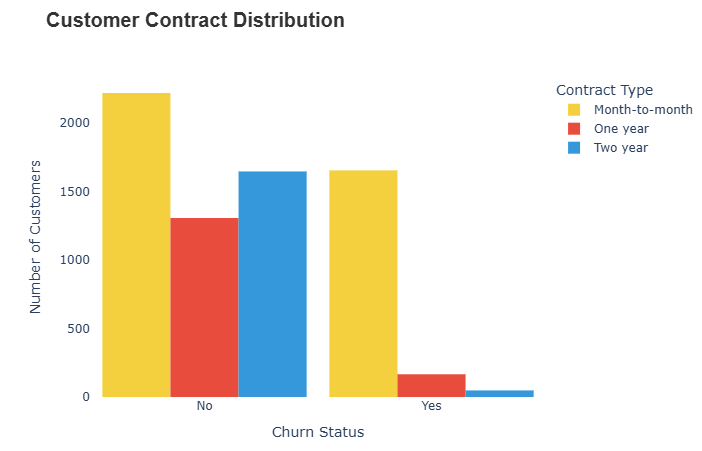 Customer Contract Distribution
Contract Type
Month-to-month
One year
Two year
Number of Customers
2000
1500
1000
500
0
No
Yes
Churn Status